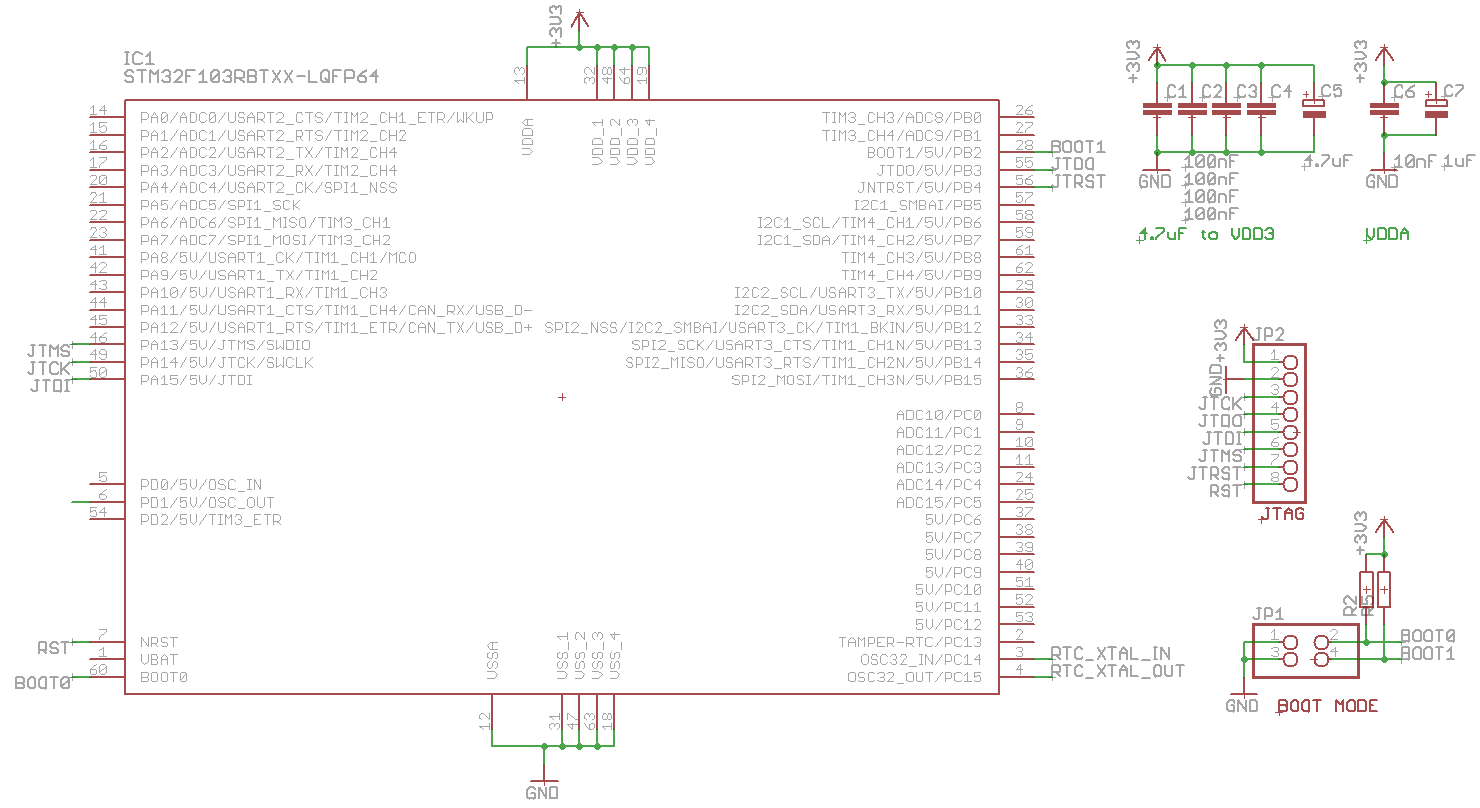 +3V3
IC1
STM32F103RBTXX-LQFP64
13 32 48 64 19
VDDA VDD_1 VDD_2 VDD_3 VDD_4
14 PA0/ADC0/USART2_CTS/TIM2_CH1_ETR/WKUP
15 PA1/ADC1/USART2_RTS/TIM2_CH2
16 PA2/ADC2/USART2_TX/TIM2_CH4
17 PA3/ADC3/USART2_RX/TIM2_CH4
20 PA4/ADC4/USART2_CK/SPI1_NSS
21 PA5/ADC5/SPI1_SCK
22 PA6/ADC6/SPI1_MISO/TIM3_CH1
23 PA7/ADC7/SPI1_MOSI/TIM3_CH2
41 PA8/5V/USART1_CK/TIM1_CH1/MCO
42 PA9/5V/USART1_TX/TIM1_CH2
43 PA10/5V/USART1_RX/TIM1_CH3
44 PA11/5V/USART1_CTS/TIM1_CH4/CAN_RX/USB_D-
45 PA12/5V/USART1_RTS/TIM1_ETR/CAN_TX/USB_D+
JTMS 46 PA13/5V/JTMS/SWDIO
JTCK 49 PA14/5V/JTCK/SWCLK
JTDI 50 PA15/5V/JTDI
5 PD0/5V/OSC_IN
6 PD1/5V/OSC_OUT
54 PD2/5V/TIM3_ETR
RST 7 NRST
1 VBAT
BOOT0 60 BOOT0
TIM3_CH3/ADC8/PB0 26
TIM3_CH4/ADC9/PB1 27
BOOT1/5V/PB2 28 BOOT1
JTDO/5V/PB3 55 JTDO
JNTRST/5V/PB4 56 JTRST
I2C1_SMBAI/PB5 57
I2C1_SCL/TIM4_CH1/5V/PB6 58
I2C1_SDA/TIM4_CH2/5V/PB7 59
TIM4_CH3/5V/PB8 61
TIM4_CH4/5V/PB9 62
I2C2_SCL/USART3_TX/5V/PB10 29
I2C2_SDA/USART3_RX/5V/PB11 30
SPI2_NSS/I2C2_SMBAI/USART3_CK/TIM1_BKIN/5V/PB12 33
SPI2_SCK/USART3_CTS/TIM1_CH1N/5V/PB13 34
SPI2_MISO/USART3_RTS/TIM1_CH2N/5V/PB14 35
SPI2_MOSI/TIM1_CH3N/5V/PB15 36
ADC10/PC0 8
ADC11/PC1 9
ADC12/PC2 10
ADC13/PC3 11
ADC14/PC4 24
ADC15/PC5 25
5V/PC6 37
5V/PC7 38
5V/PC8 39
5V/PC9 40
5V/PC10 51
5V/PC11 52
5V/PC12 53
TAMPER-RTC/PC13 2
OSC32_IN/PC14 3 RTC_XTAL_IN
OSC32_OUT/PC15 4 RTC_XTAL_OUT
VSSA VSS_1 VSS_2 VSS_3 VSS_4
12 31 47 63 18
GND
+3V3
C1 C2 C3 C4 C5
100nF
100nF
100nF
100nF
4.7uF
GND
4.7uF to VDD3
+3V3
C6 C7
10nF 1uF
GND
VDDA
JP2
+3V3 1
GND 2
JTCK 3
JTDO 4
JTDI 5
JTMS 6
JTRST 7
RST 8
JTAG
+3V3
R2
JP1
1 2 BOOT0
3 4 BOOT1
GND
BOOT MODE